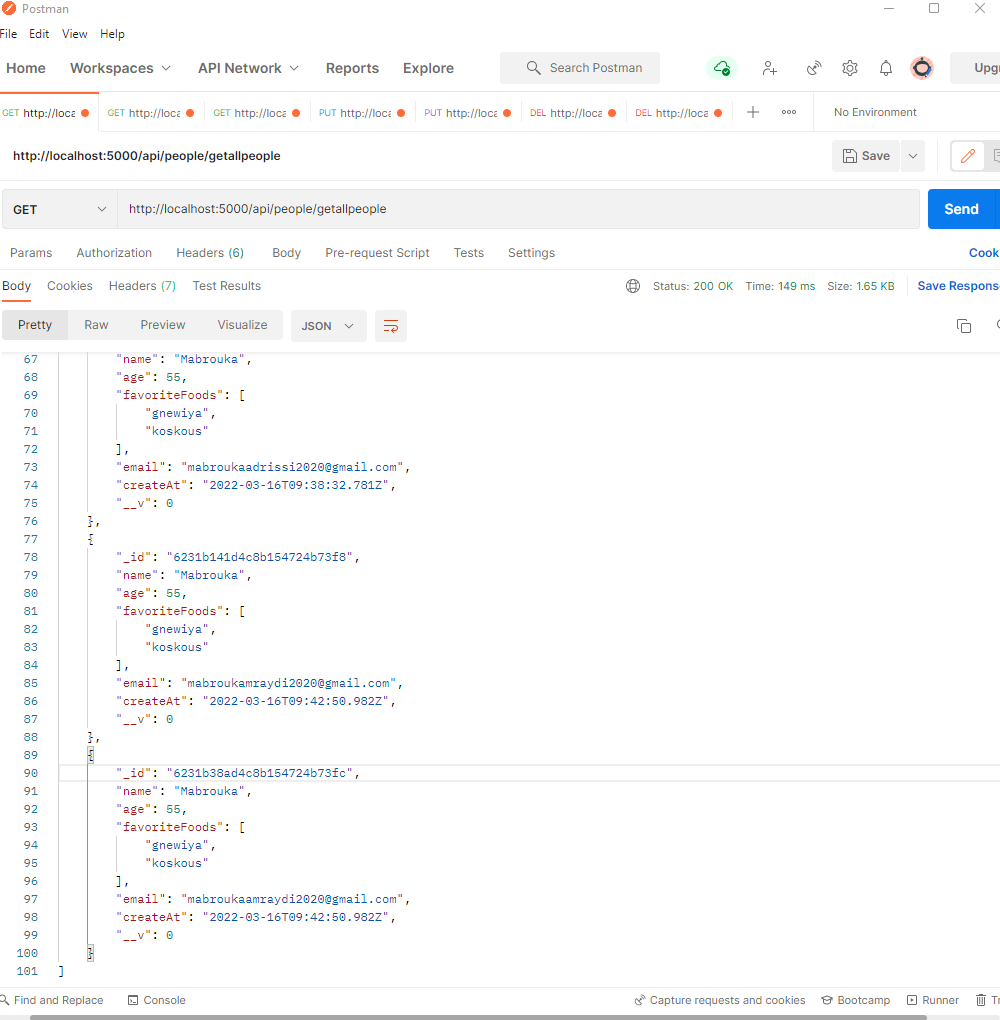 Postman
File Edit View Help
Home Workspaces API Network Reports Explore Search Postman Upg
GET http://loca GET http://loca GET http://loca PUT http://loca PUT http://loca DEL http://loca DEL http://loca No Environment
http://localhost:5000/api/people/getallpeople Save
GET http://localhost:5000/api/people/getallpeople Send
Params Authorization Headers (6) Body Pre-request Script Tests Settings Cook
Body Cookies Headers (7) Test Results Status: 200 OK Time: 149 ms Size: 1.65 KB Save Respons
Pretty Raw Preview Visualize JSON
67 "name": "Mabrouka",
68 "age": 55,
69 "favoriteFoods": [
70 "gnewiya",
71 "koskous"
72 ],
73 "email": "mabroukaadrissi2020@gmail.com",
74 "createAt": "2022-03-16T09:38:32.781Z",
75 "__v": 0
76 },
77 {
78 "_id": "6231b141d4c8b154724b73f8",
79 "name": "Mabrouka",
80 "age": 55,
81 "favoriteFoods": [
82 "gnewiya",
83 "koskous"
84 ],
85 "email": "mabroukamraydi2020@gmail.com",
86 "createAt": "2022-03-16T09:42:50.982Z",
87 "__v": 0
88 },
89 {
90 "_id": "6231b38ad4c8b154724b73fc",
91 "name": "Mabrouka",
92 "age": 55,
93 "favoriteFoods": [
94 "gnewiya",
95 "koskous"
96 ],
97 "email": "mabroukaamraydi2020@gmail.com",
98 "createAt": "2022-03-16T09:42:50.982Z",
99 "__v": 0
100 }
101 ]
Find and Replace Console Capture requests and cookies Bootcamp Runner Tr